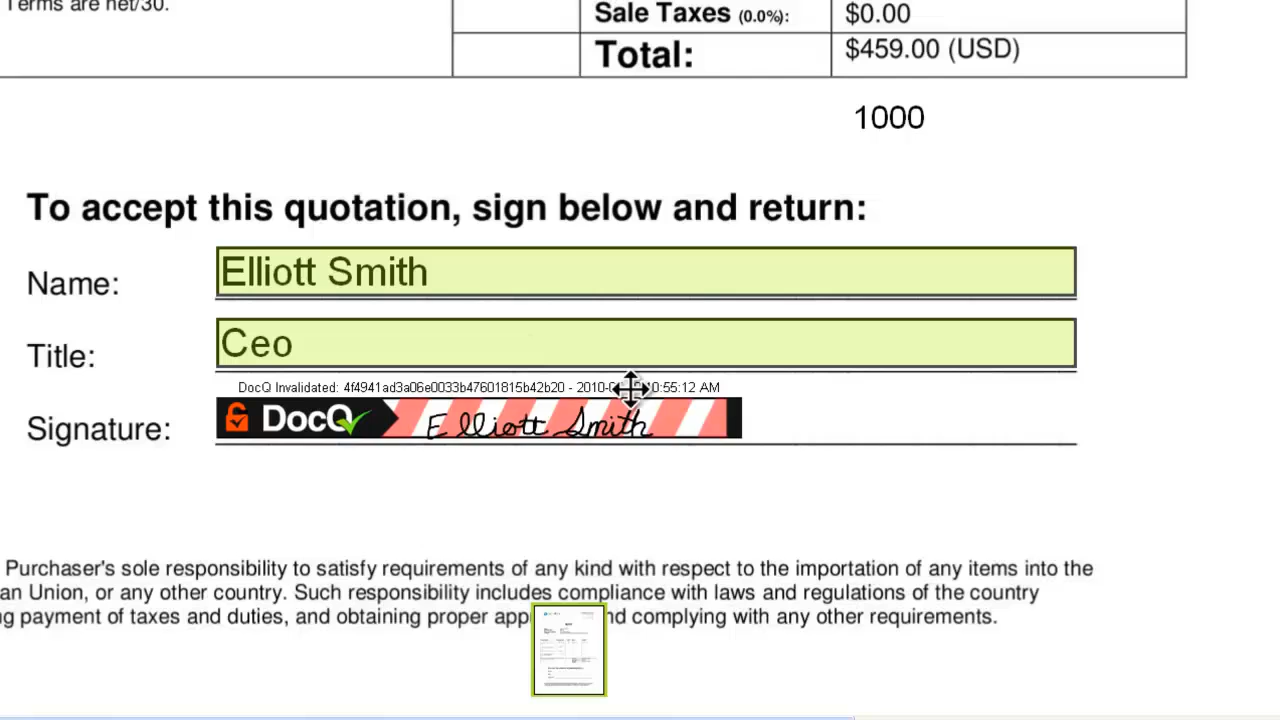 Terms are net/30.
Sale Taxes (0.0%): $0.00
Total: $459.00 (USD)
1000
To accept this quotation, sign below and return:
Name: Elliott Smith
Title: Ceo
DocQ Invalidated: 4f4941ad3a06e0033b47601815b42b20 - 2010- 0:55:12 AM
Signature: DocQ Elliott Smith
Purchaser's sole responsibility to satisfy requirements of any kind with respect to the importation of any items into the
an Union, or any other country. Such responsibility includes compliance with laws and regulations of the country
g payment of taxes and duties, and obtaining proper app nd complying with any other requirements.